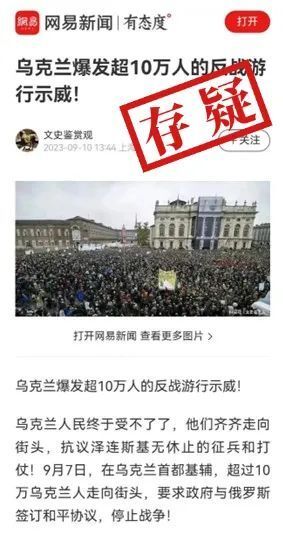 網易 网易新闻 | 有态度° 打开
乌克兰爆发超10万人的反战游
行示威！
存疑
文史鉴赏观
2023-09-10 13:44 上海
+关注
打开网易新闻 查看更多图片 >
乌克兰爆发超10万人的反战游行示威！
乌克兰人民终于受不了了，他们齐齐走向
街头，抗议泽连斯基无休止的征兵和打
仗！9月7日，在乌克兰首都基辅，超过10
万乌克兰人走向街头，要求政府与俄罗斯
签订和平协议，停止战争！